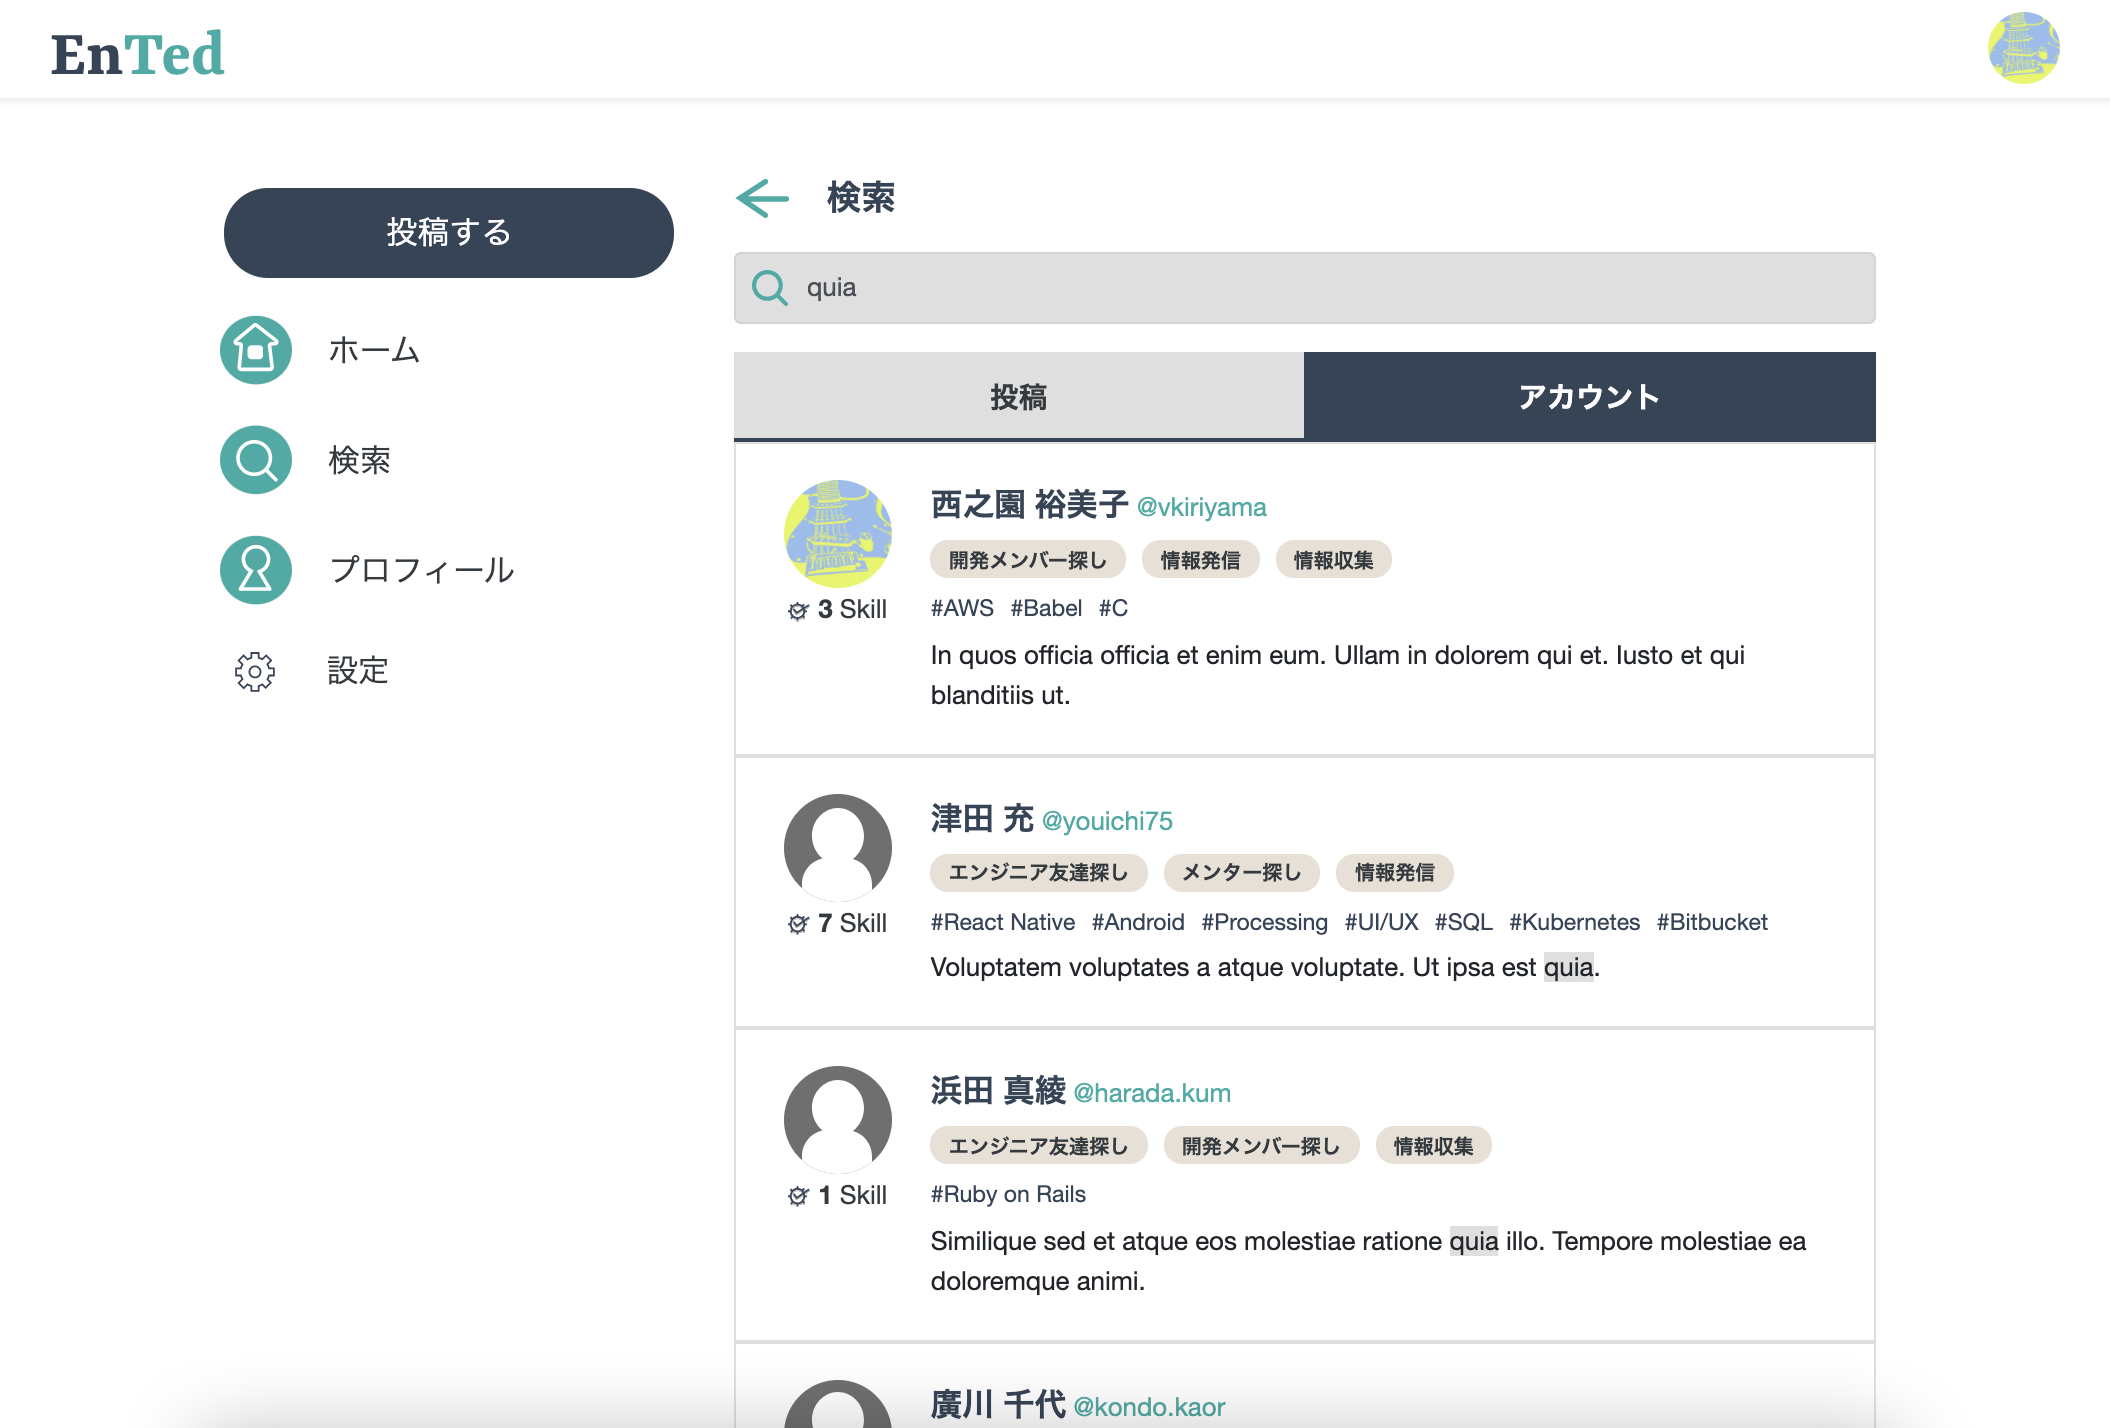 EnTed
投稿する
ホーム
検索
プロフィール
設定
検索
quia
投稿 アカウント
西之園 裕美子 @vkiriyama
開発メンバー探し 情報発信 情報収集
3 Skill
#AWS #Babel #C
In quos officia officia et enim eum. Ullam in dolorem qui et. Iusto et qui
blanditiis ut.
津田 充 @youichi75
エンジニア友達探し メンター探し 情報発信
7 Skill
#React Native #Android #Processing #UI/UX #SQL #Kubernetes #Bitbucket
Voluptatem voluptates a atque voluptate. Ut ipsa est quia.
浜田 真綾 @harada.kum
エンジニア友達探し 開発メンバー探し 情報収集
1 Skill
#Ruby on Rails
Similique sed et atque eos molestiae ratione quia illo. Tempore molestiae ea
doloremque animi.
廣川 千代 @kondo.kaor